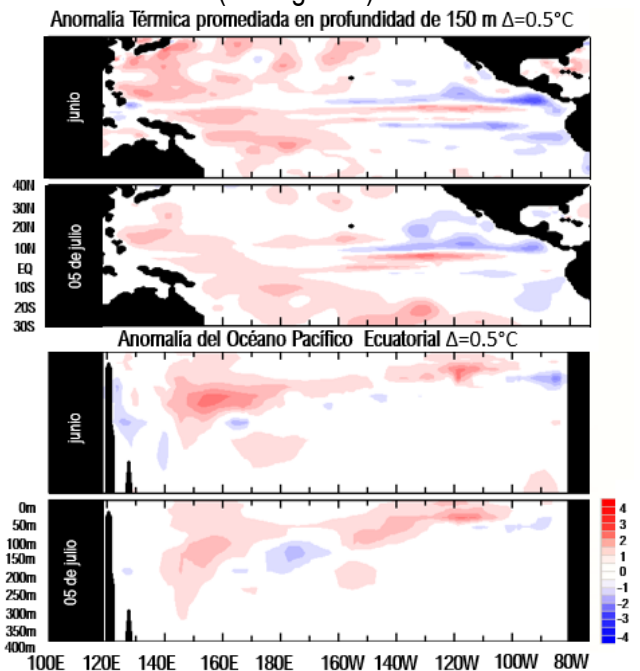 Anomalía Térmica promediada en profundidad de 150 m Δ=0.5°C
junio
40N
30N
20N
10N
EQ
10S
20S
30S
05 de julio
Anomalía del Océano Pacífico Ecuatorial Δ=0.5°C
junio
0m
50m
100m
150m
200m
250m
300m
350m
400m
05 de julio
4
3
2
1
0
-1
-2
-3
-4
100E 120E 140E 160E 180W 160W 140W 120W 100W 80W